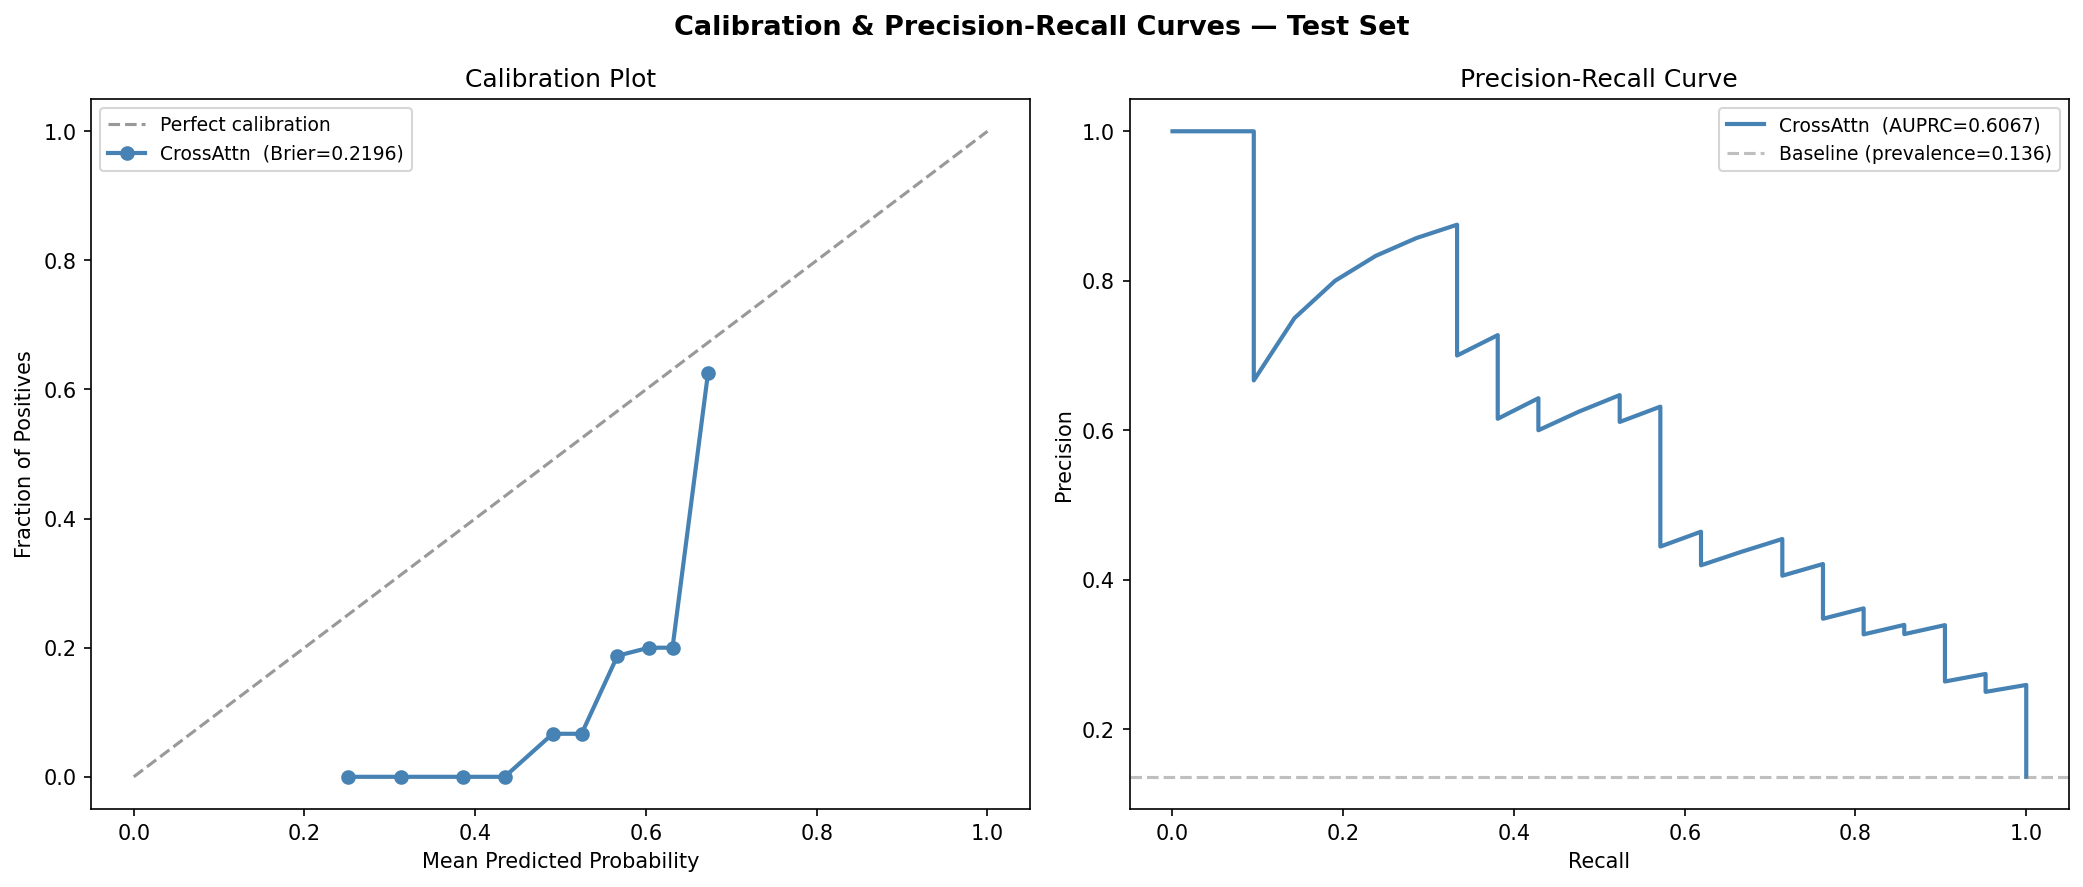 Calibration & Precision-Recall Curves — Test Set
Calibration Plot
Perfect calibration
CrossAttn (Brier=0.2196)
1.0
0.8
0.6
0.4
0.2
0.0
Fraction of Positives
0.0 0.2 0.4 0.6 0.8 1.0
Mean Predicted Probability
Precision-Recall Curve
CrossAttn (AUPRC=0.6067)
Baseline (prevalence=0.136)
1.0
0.8
0.6
0.4
0.2
Precision
0.0 0.2 0.4 0.6 0.8 1.0
Recall